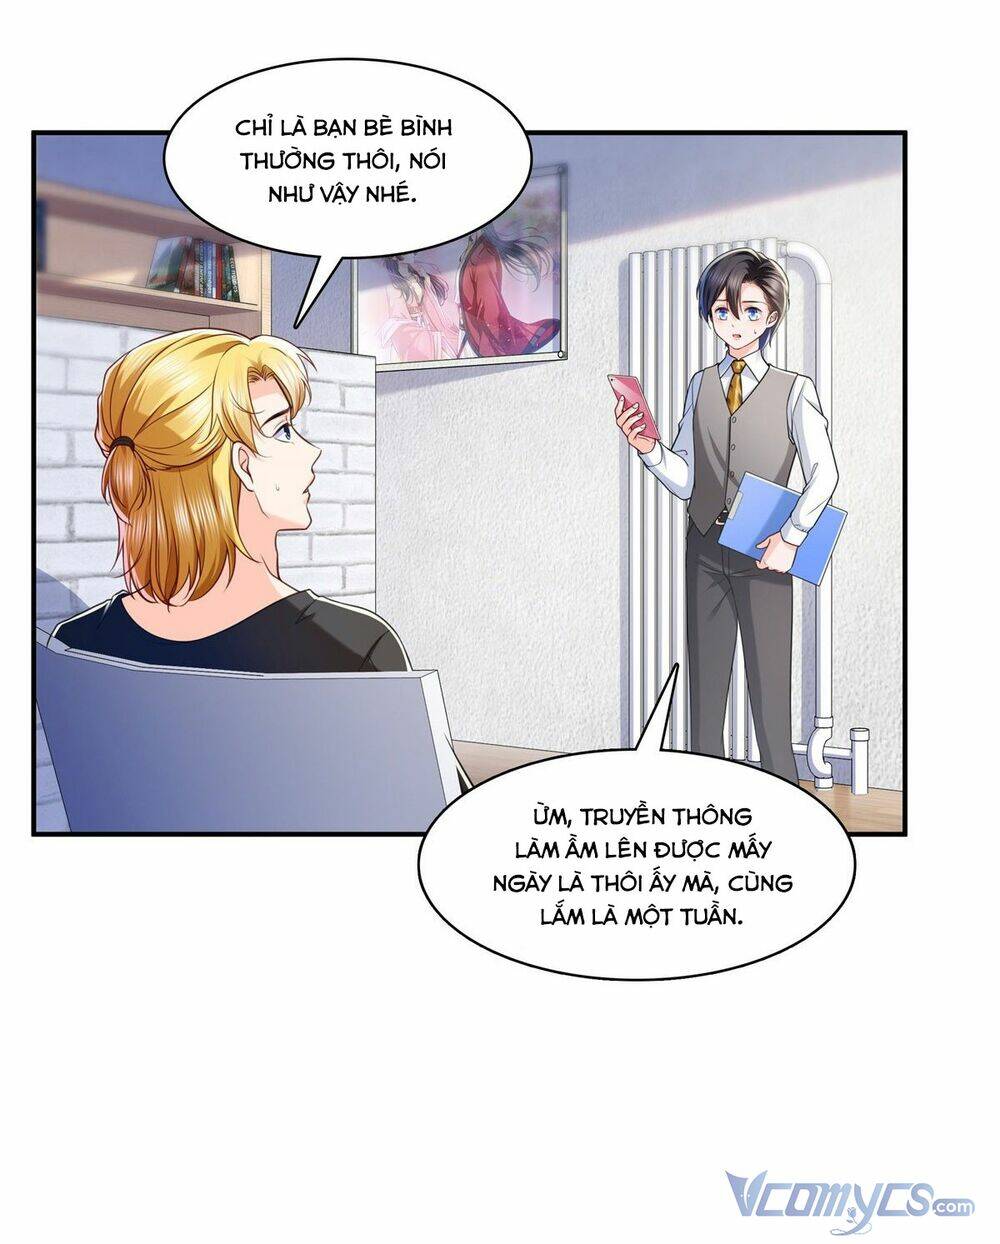 CHỈ LÀ BẠN BÈ BÌNH
THƯỜNG THÔI, NÓI
NHƯ VẬY NHÉ.
ỪM, TRUYỀN THÔNG
LÀM ẦM LÊN ĐƯỢC MẤY
NGÀY LÀ THÔI ẤY MÀ, CÙNG
LẮM LÀ MỘT TUẦN.
VCOMYCS.com